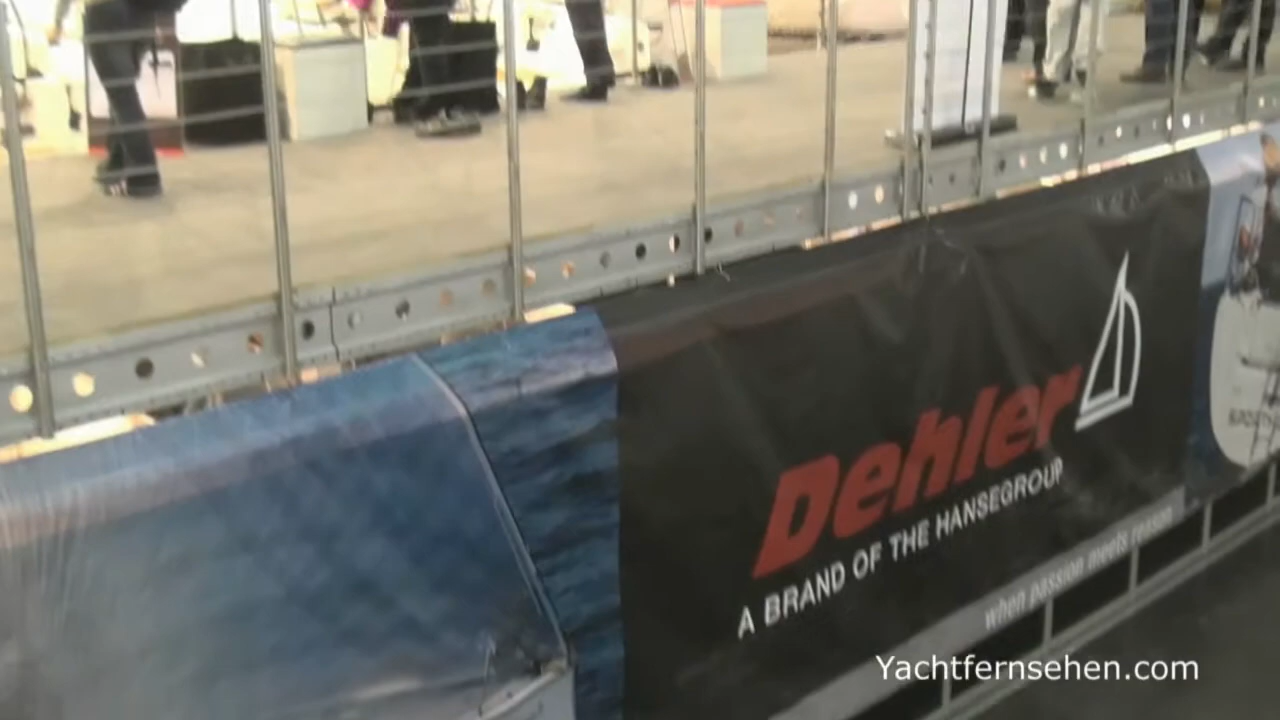 Dehler
A BRAND OF THE HANSEGROUP
when passion meets reason
Yachtfernsehen.com